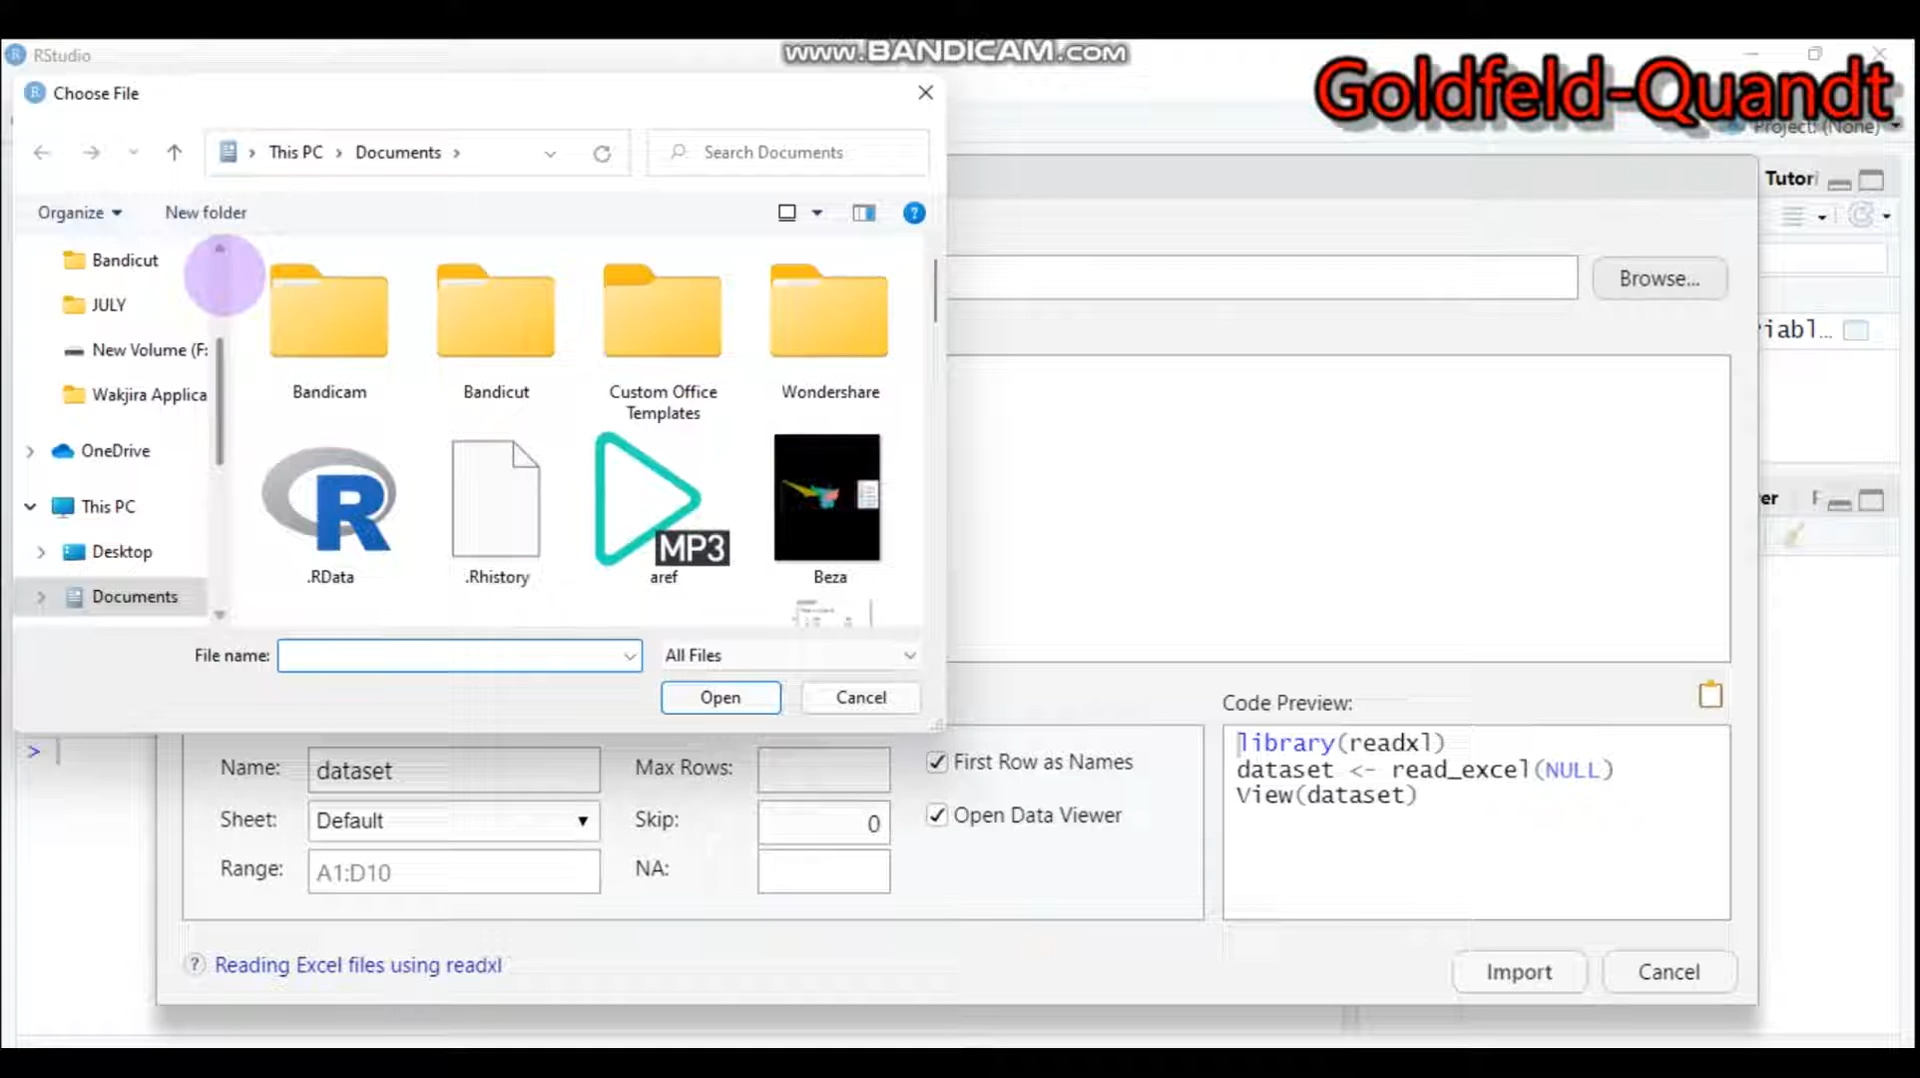 www.BANDICAM.com
RStudio
Goldfeld-Quandt
Choose File
Project: (None)
This PC
Documents
Search Documents
Organize
New folder
Tutori
Bandicut
JULY
New Volume (F:
Wakjira Applica
OneDrive
This PC
Desktop
Documents
Bandicam
Bandicut
Custom Office
Templates
Wondershare
R
MP3
.RData
.Rhistory
aref
Beza
Browse...
iabl...
er
File name:
All Files
Open
Cancel
Code Preview:
>
Name:
dataset
Max Rows:
First Row as Names
Sheet:
Default
Skip:
0
Open Data Viewer
Range:
A1:D10
NA:
library(readxl)
dataset <- read_excel(NULL)
View(dataset)
? Reading Excel files using readxl
Import
Cancel